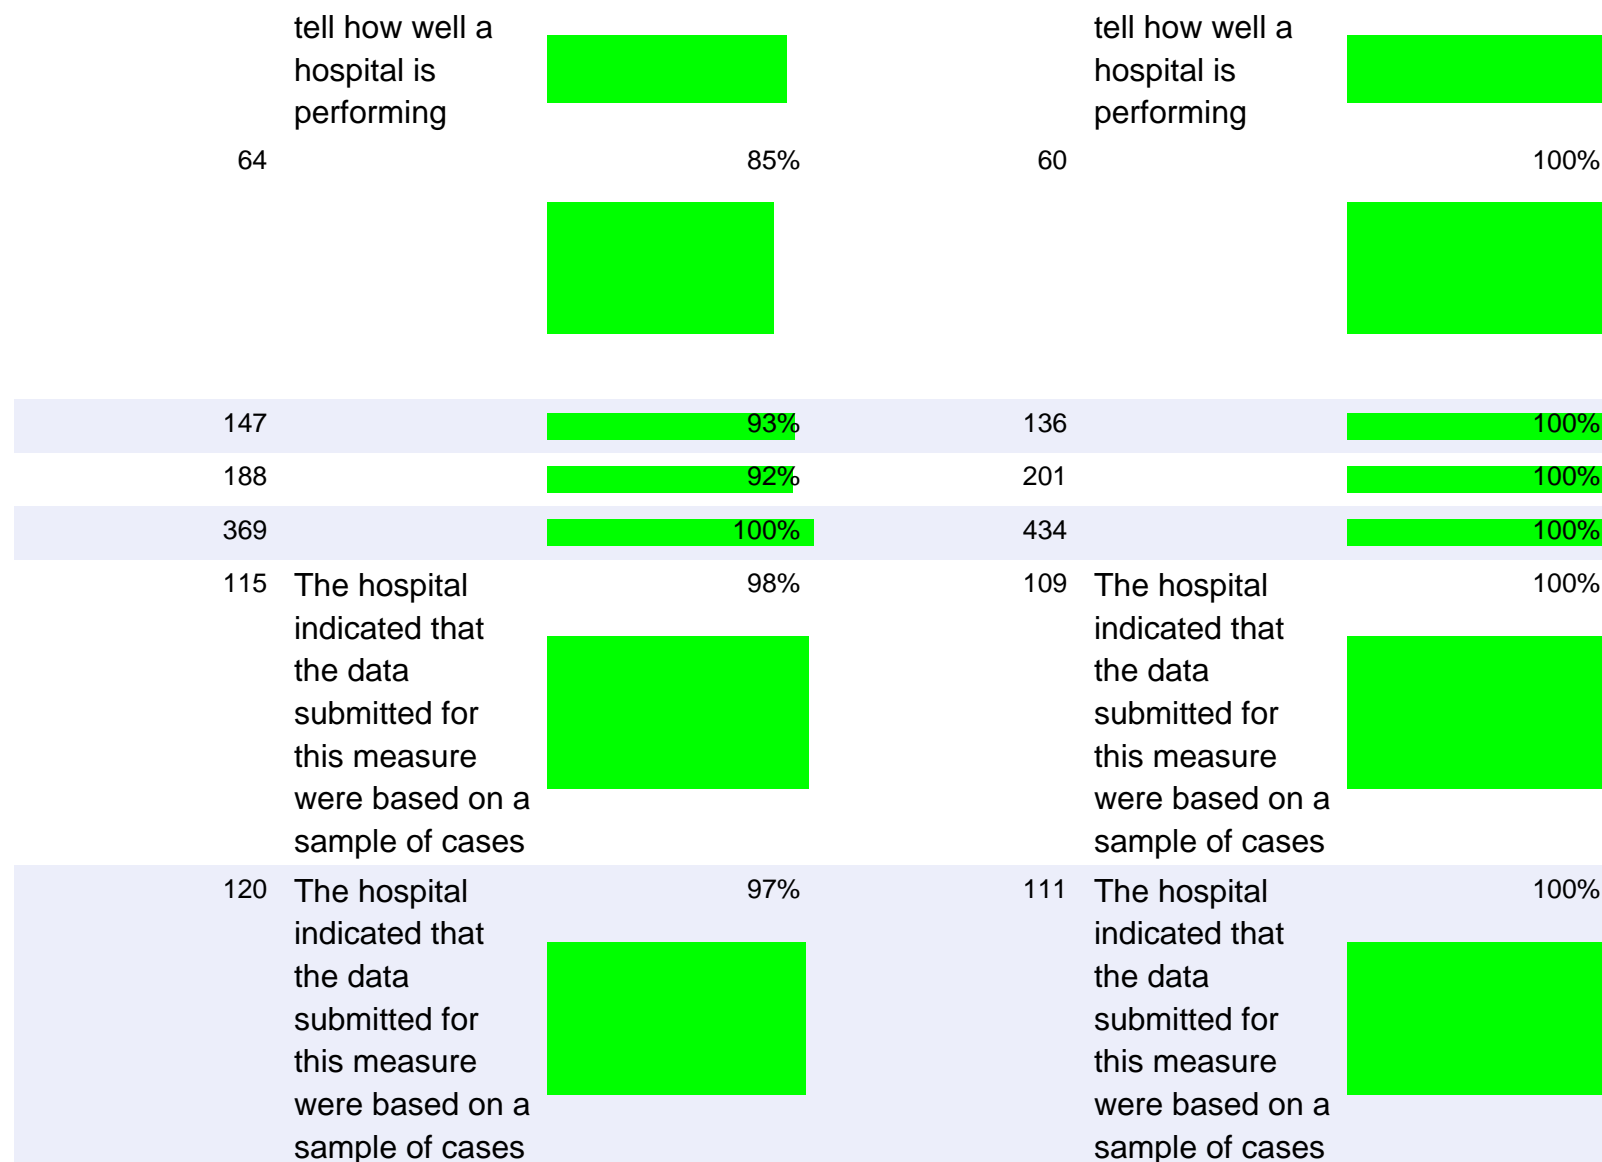 tell how well a tell how well a
hospital is hospital is
performing performing
64 85% 60 100%
147 93% 136 100%
188 92% 201 100%
369 100% 434 100%
115 The hospital 98% 109 The hospital 100%
indicated that indicated that
the data the data
submitted for submitted for
this measure this measure
were based on a were based on a
sample of cases sample of cases
120 The hospital 97% 111 The hospital 100%
indicated that indicated that
the data the data
submitted for submitted for
this measure this measure
were based on a were based on a
sample of cases sample of cases